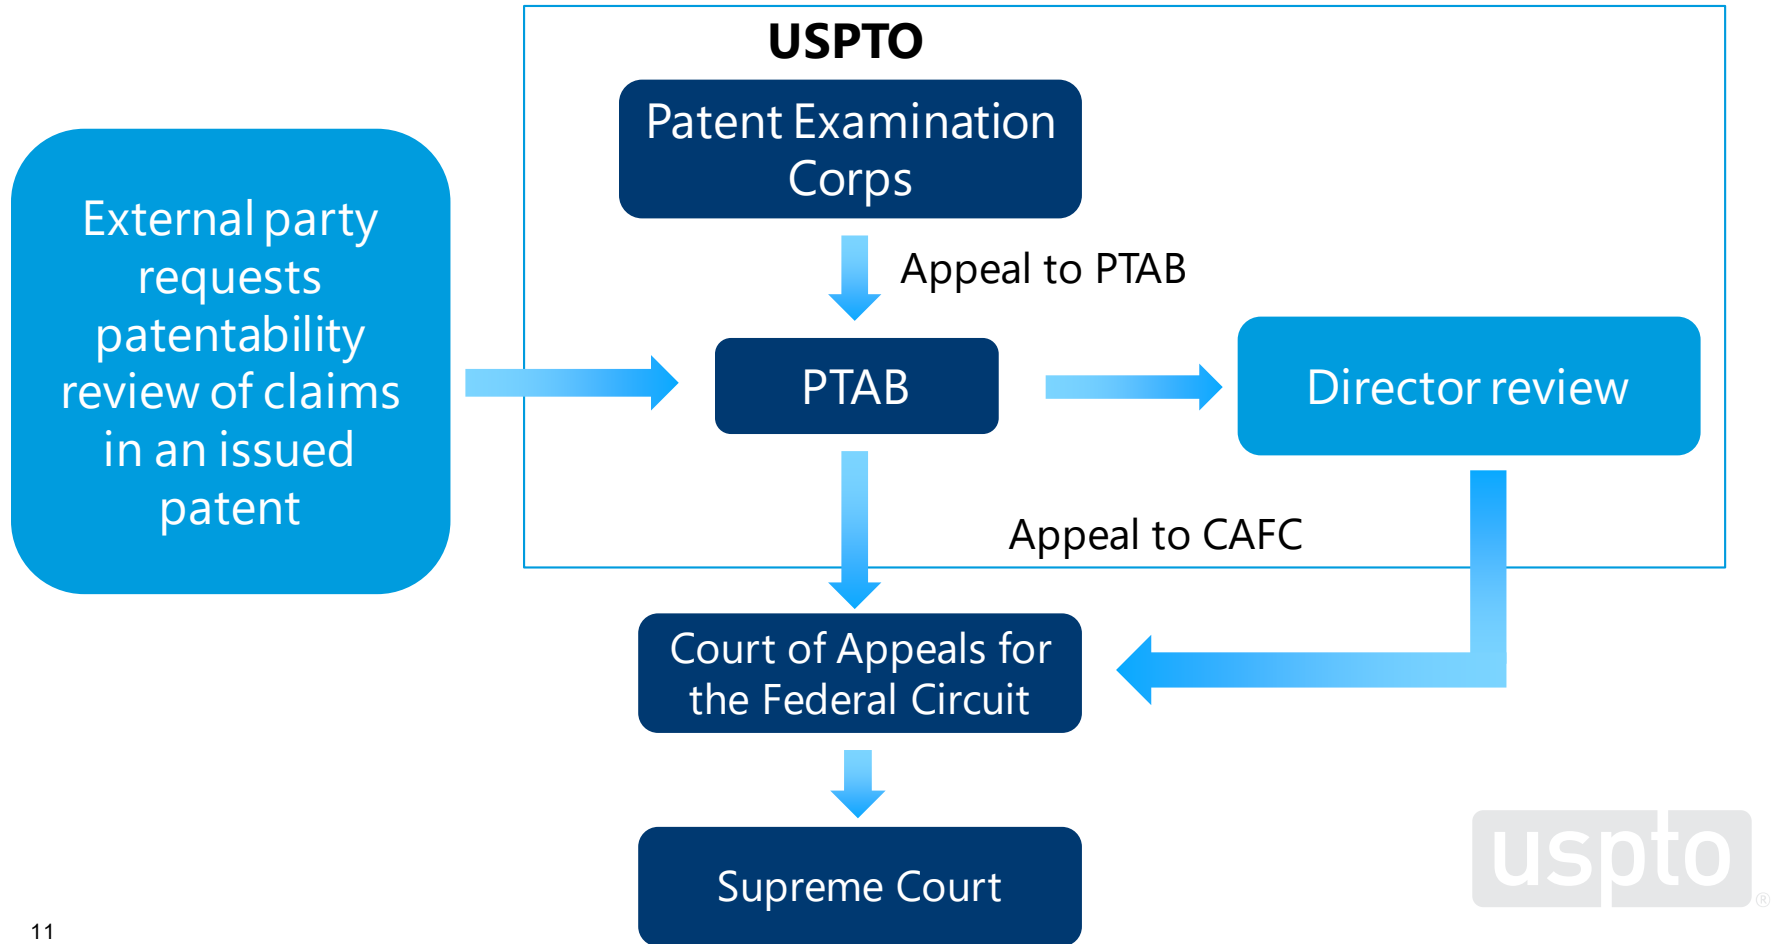 USPTO
Patent Examination
Corps
External party
requests
patentability
review of claims
in an issued
patent
Appeal to PTAB
PTAB
Director review
Appeal to CAFC
Court of Appeals for
the Federal Circuit
Supreme Court
uspto®
11